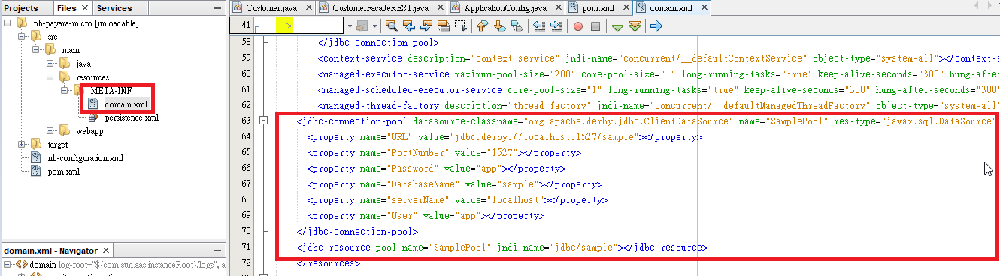 Projects Files × Services
nb-payara-micro [unloadable]
src
main
java
resources
META-INF
domain.xml
persistence.xml
webapp
target
nb-configuration.xml
pom.xml
domain.xml - Navigator ×
domain log-root="${com.sun.aas.instanceRoot}/logs", a
Customer.java × CustomerFacadeREST.java × ApplicationConfig.java × pom.xml × domain.xml ×
41 -->
58 </jdbc-connection-pool>
59 <context-service description="context service" jndi-name="concurrent/__defaultContextService" object-type="system-all"></context-s
60 <managed-executor-service maximum-pool-size="200" core-pool-size="1" long-running-tasks="true" keep-alive-seconds="300" hung-after-
61 <managed-scheduled-executor-service core-pool-size="1" long-running-tasks="true" keep-alive-seconds="300" hung-after-seconds="300
62 <managed-thread-factory description="thread factory" jndi-name="concurrent/__defaultManagedThreadFactory" object-type="system-all
63 <jdbc-connection-pool datasource-classname="org.apache.derby.jdbc.ClientDataSource" name="SamplePool" res-type="javax.sql.DataSource"
64 <property name="URL" value="jdbc:derby://localhost:1527/sample"></property>
65 <property name="PortNumber" value="1527"></property>
66 <property name="Password" value="app"></property>
67 <property name="DatabaseName" value="sample"></property>
68 <property name="serverName" value="localhost"></property>
69 <property name="User" value="app"></property>
70 </jdbc-connection-pool>
71 <jdbc-resource pool-name="SamplePool" jndi-name="jdbc/sample"></jdbc-resource>
72 </resources>